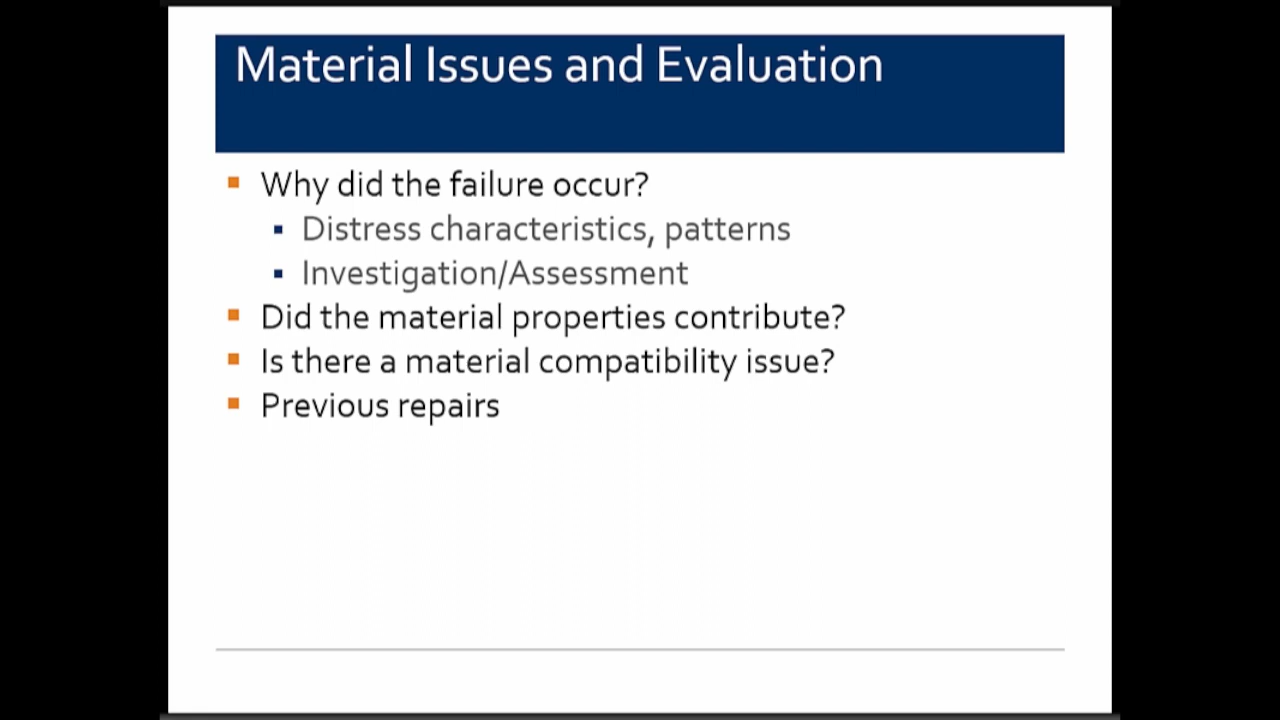 Material Issues and Evaluation
Why did the failure occur?
Distress characteristics, patterns
Investigation/Assessment
Did the material properties contribute?
Is there a material compatibility issue?
Previous repairs